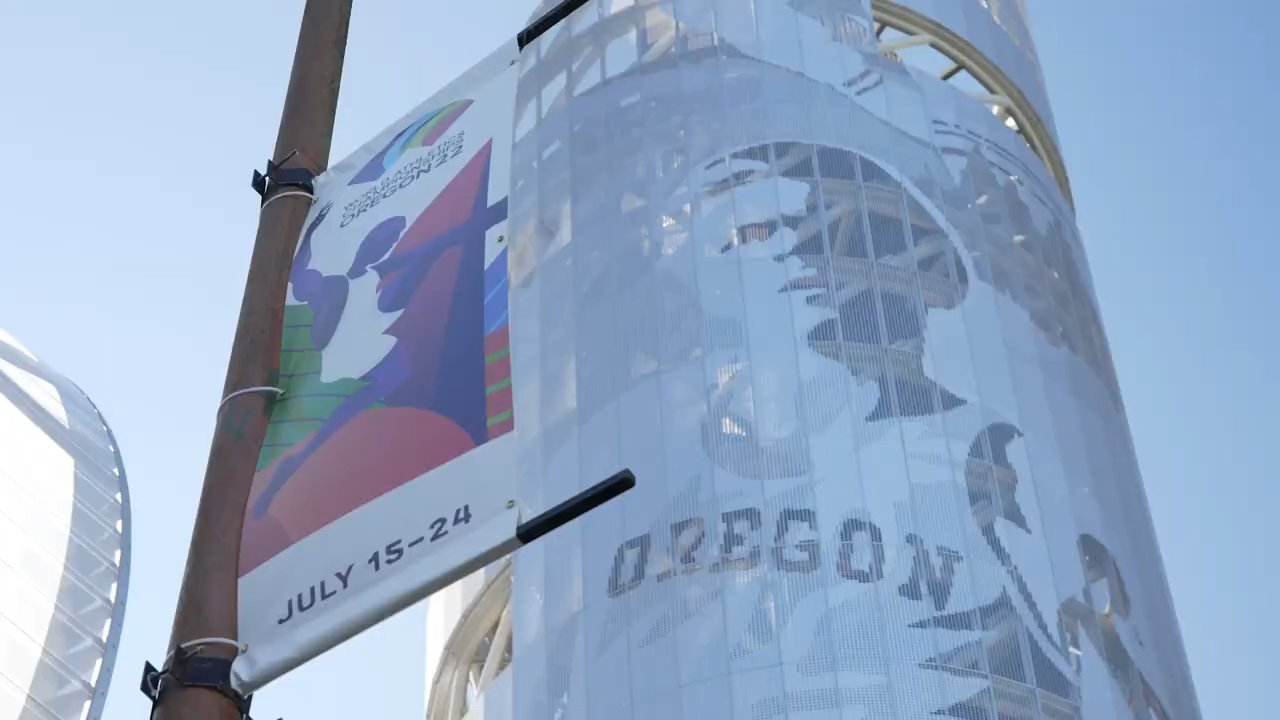 WORLD ATHLETICS
CHAMPIONSHIPS
OREGON22
JULY 15–24
OREGON